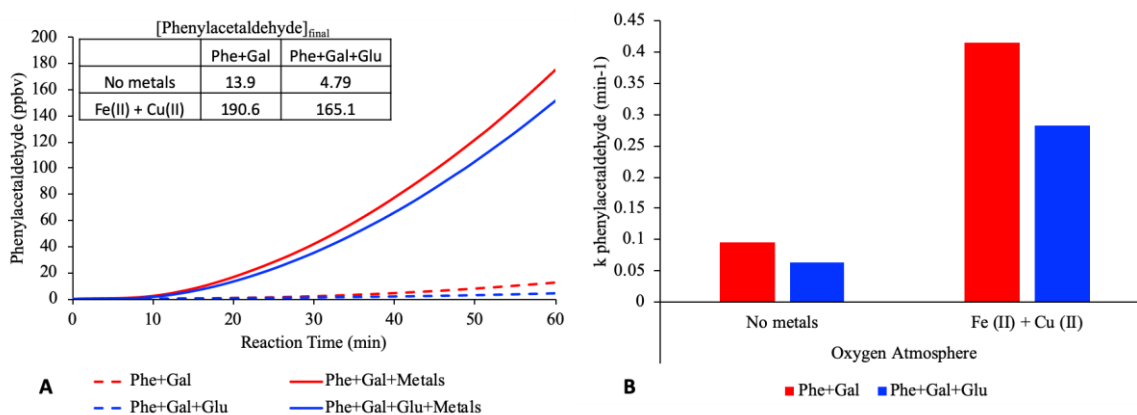 [Phenylacetaldehyde]final
Phe+Gal Phe+Gal+Glu
No metals 13.9 4.79
Fe(II) + Cu(II) 190.6 165.1
Phenylacetaldehyde (ppbv)
200
180
160
140
120
100
80
60
40
20
0
0 10 20 30 40 50 60
Reaction Time (min)
A
Phe+Gal Phe+Gal+Metals
Phe+Gal+Glu Phe+Gal+Glu+Metals
k phenylacetaldehyde (min-1)
0.45
0.4
0.35
0.3
0.25
0.2
0.15
0.1
0.05
0
No metals Fe (II) + Cu (II)
Oxygen Atmosphere
B
Phe+Gal Phe+Gal+Glu